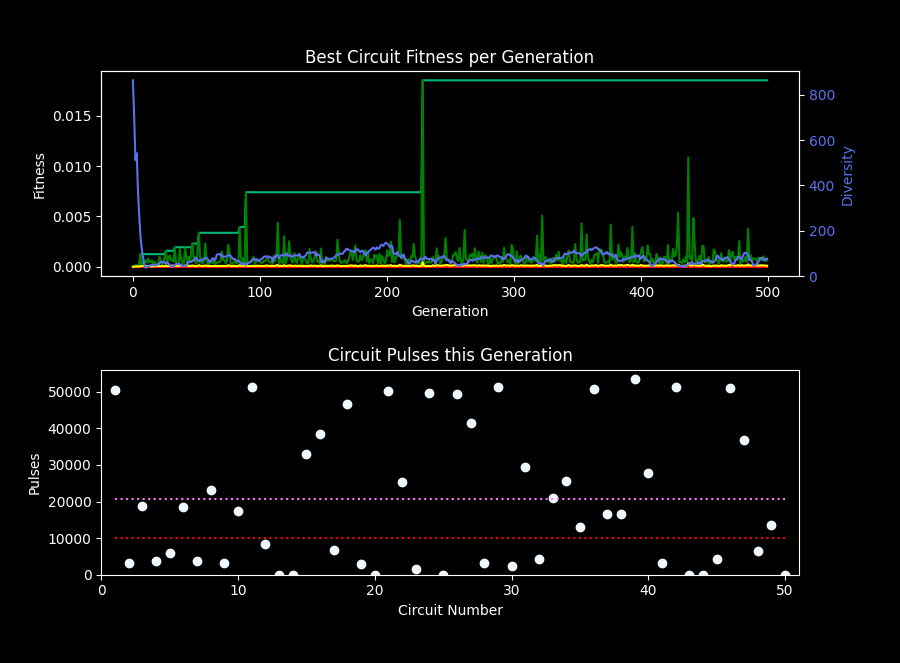 Best Circuit Fitness per Generation
0.015
0.010
0.005
0.000
Fitness
800
600
400
200
0
Diversity
0 100 200 300 400 500
Generation
Circuit Pulses this Generation
50000
40000
30000
20000
10000
0
Pulses
0 10 20 30 40 50
Circuit Number